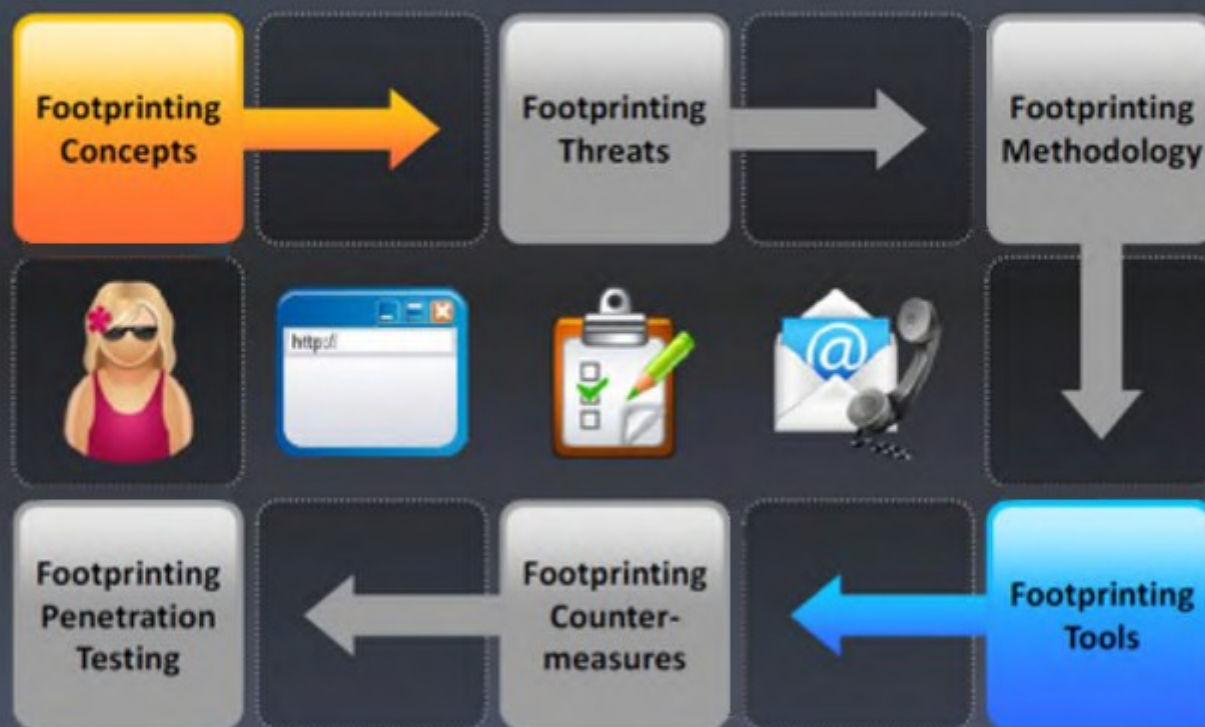 Footprinting
Concepts
Footprinting
Threats
Footprinting
Methodology
http://
@
Footprinting
Penetration
Testing
Footprinting
Counter-
measures
Footprinting
Tools